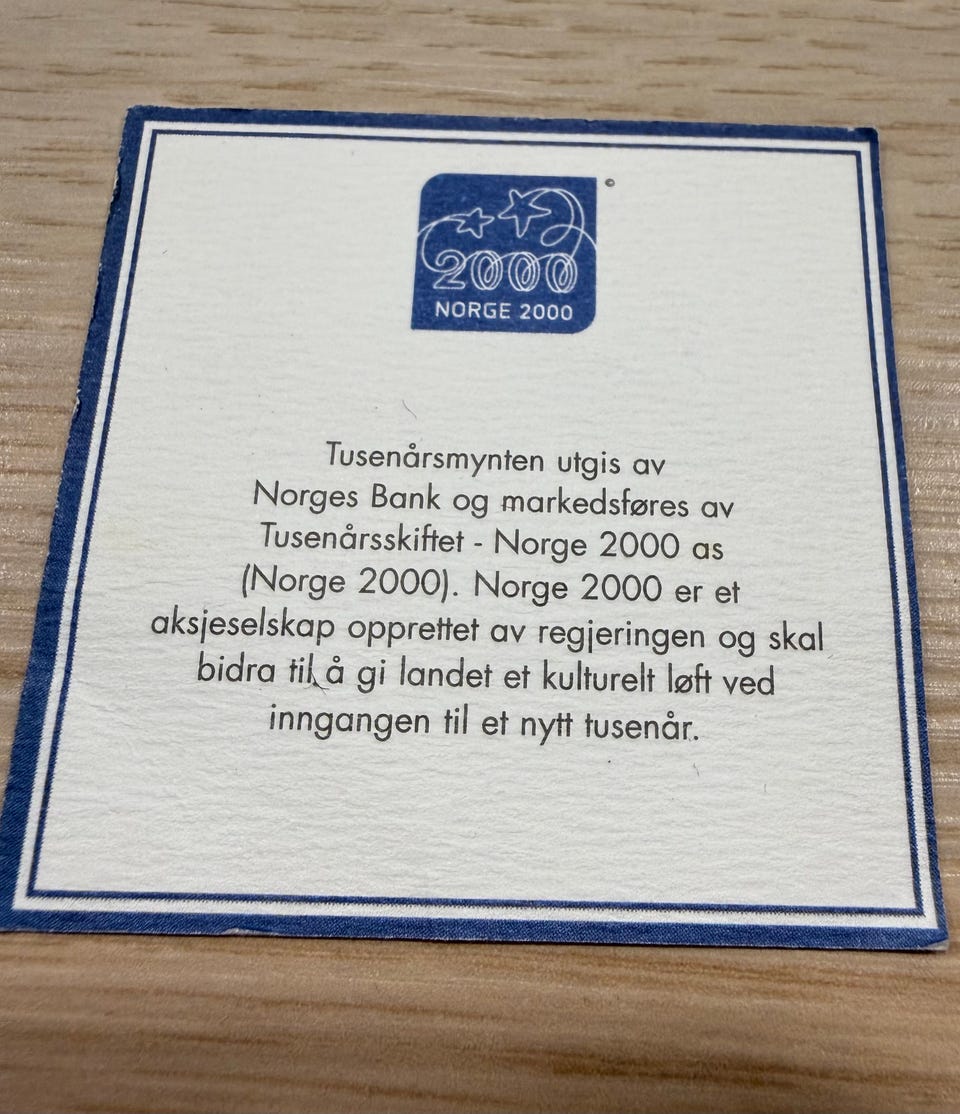 ©
2000
NORGE 2000
Tusenårsmynten utgis av
Norges Bank og markedsføres av
Tusenårsskiftet - Norge 2000 as
(Norge 2000). Norge 2000 er et
aksjeselskap opprettet av regjeringen og skal
bidra til å gi landet et kulturelt løft ved
inngangen til et nytt tusenår.